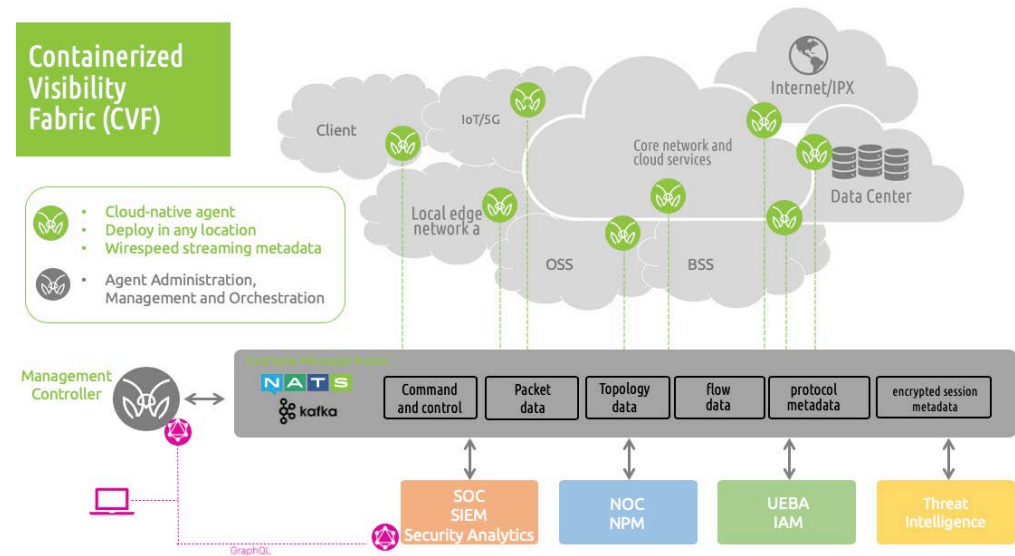 Containerized
Visibility
Fabric (CVF)
Client
IoT/5G
Internet/IPX
Core network and
cloud services
Data Center
Local edge
network a
OSS
BSS
• Cloud-native agent
• Deploy in any location
• Wirespeed streaming metadata
• Agent Administration,
Management and Orchestration
Management
Controller
NATS
kafka
Command
and control
Packet
data
Topology
data
flow
data
protocol
metadata
encrypted session
metadata
SOC
SIEM
Security Analytics
NOC
NPM
UEBA
IAM
Threat
Intelligence
GraphQL